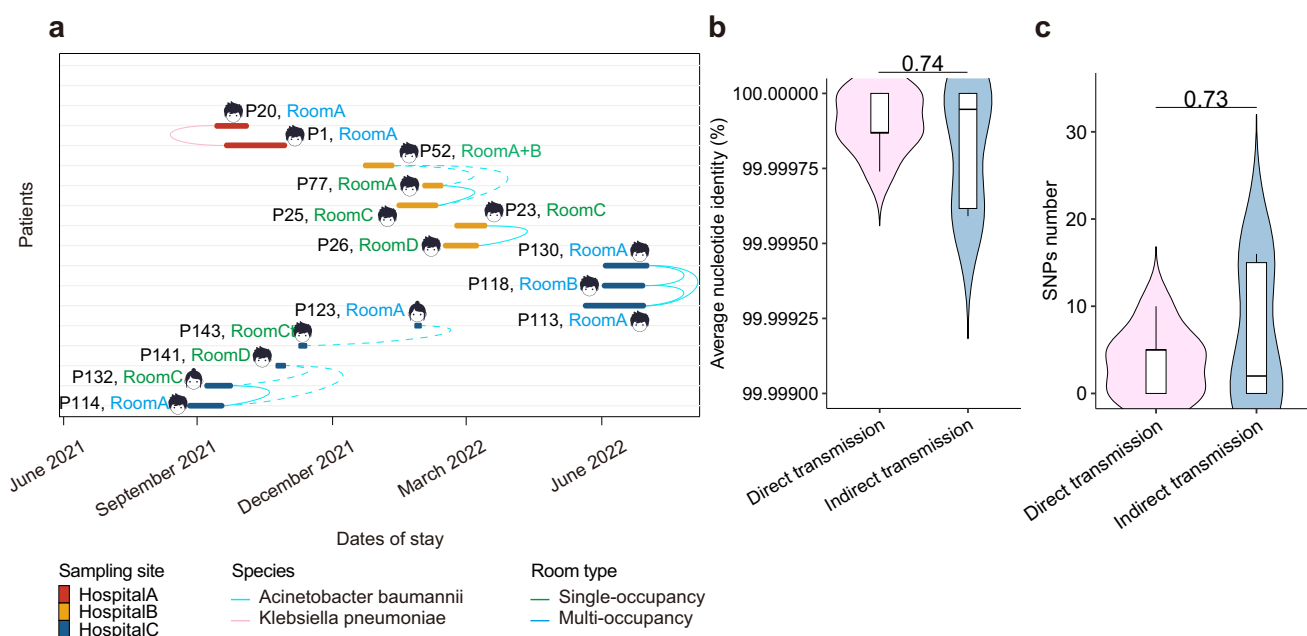 a
b
c
P20, RoomA
P1, RoomA
P52, RoomA+B
P77, RoomA
P25, RoomC
P23, RoomC
P26, RoomD
P130, RoomA
P118, RoomB
P123, RoomA
P113, RoomA
P143, RoomC
P141, RoomD
P132, RoomC
P114, RoomA
Patients
June 2021
September 2021
December 2021
March 2022
June 2022
Dates of stay
Sampling site
HospitalA
HospitalB
HospitalC
Species
Acinetobacter baumannii
Klebsiella pneumoniae
Room type
Single-occupancy
Multi-occupancy
0.74
Average nucleotide identity (%)
100.00000
99.99975
99.99950
99.99925
99.99900
Direct transmission
Indirect transmission
0.73
SNPs number
30
20
10
0
Direct transmission
Indirect transmission